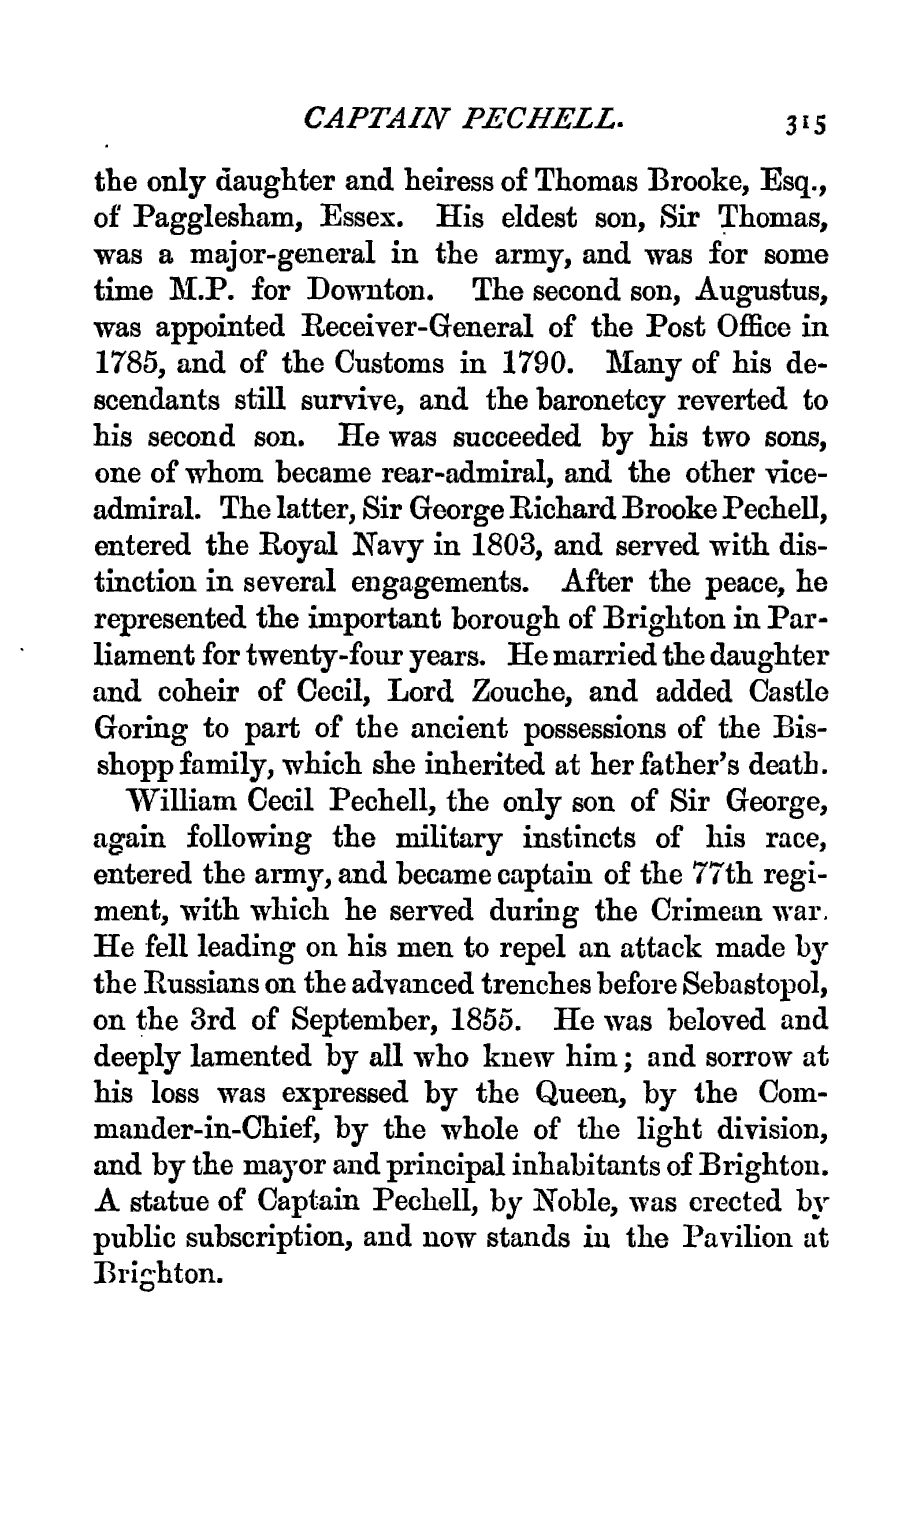 CAPTAIN PECHELL. 315
the only daughter and heiress of Thomas Brooke, Esq.,
of Pagglesham, Essex. His eldest son, Sir Thomas,
was a major-general in the army, and was for some
time M.P. for Downton. The second son, Augustus,
was appointed Receiver-General of the Post Office in
1785, and of the Customs in 1790. Many of his de-
scendants still survive, and the baronetcy reverted to
his second son. He was succeeded by his two sons,
one of whom became rear-admiral, and the other vice-
admiral. The latter, Sir George Richard Brooke Pechell,
entered the Royal Navy in 1803, and served with dis-
tinction in several engagements. After the peace, he
represented the important borough of Brighton in Par-
liament for twenty-four years. He married the daughter
and coheir of Cecil, Lord Zouche, and added Castle
Goring to part of the ancient possessions of the Bis-
shopp family, which she inherited at her father's death.
William Cecil Pechell, the only son of Sir George,
again following the military instincts of his race,
entered the army, and became captain of the 77th regi-
ment, with which he served during the Crimean war.
He fell leading on his men to repel an attack made by
the Russians on the advanced trenches before Sebastopol,
on the 3rd of September, 1855. He was beloved and
deeply lamented by all who knew him; and sorrow at
his loss was expressed by the Queen, by the Com-
mander-in-Chief, by the whole of the light division,
and by the mayor and principal inhabitants of Brighton.
A statue of Captain Pechell, by Noble, was erected by
public subscription, and now stands in the Pavilion at
Brighton.